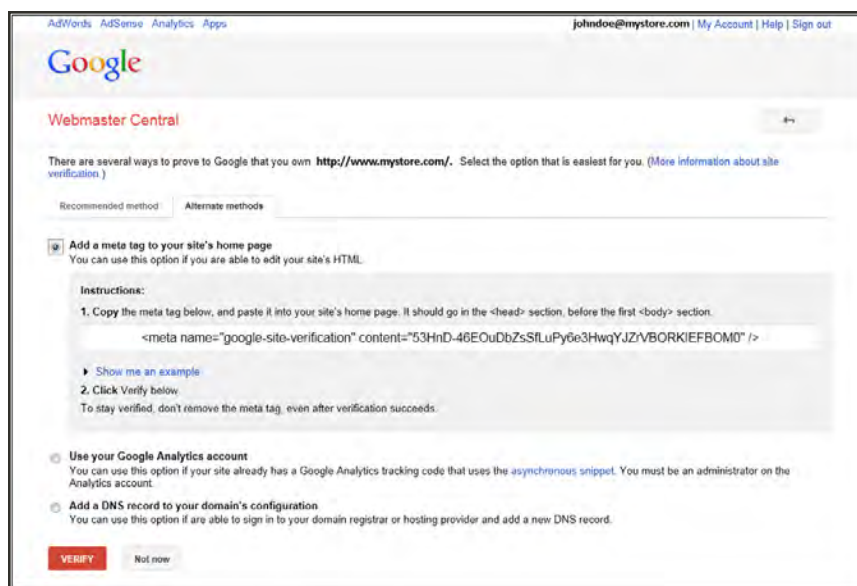 AdWords AdSense Analytics Apps
johndoe@mystore.com | My Account | Help | Sign out
Google
Webmaster Central
There are several ways to prove to Google that you own http://www.mystore.com/. Select the option that is easiest for you. (More information about site
verification.)
Recommended method Alternate methods
Add a meta tag to your site's home page
You can use this option if you are able to edit your site's HTML.
Instructions:
1. Copy the meta tag below, and paste it into your site's home page. It should go in the <head> section, before the first <body> section.
<meta name="google-site-verification" content="53HnD-46EOuDbZsSfLuPy6e3HwqYJZrVBORKIEFBOM0" />
Show me an example
2. Click Verify below.
To stay verified, don't remove the meta tag, even after verification succeeds.
Use your Google Analytics account
You can use this option if your site already has a Google Analytics tracking code that uses the asynchronous snippet. You must be an administrator on the
Analytics account.
Add a DNS record to your domain's configuration
You can use this option if are able to sign in to your domain registrar or hosting provider and add a new DNS record.
VERIFY Not now